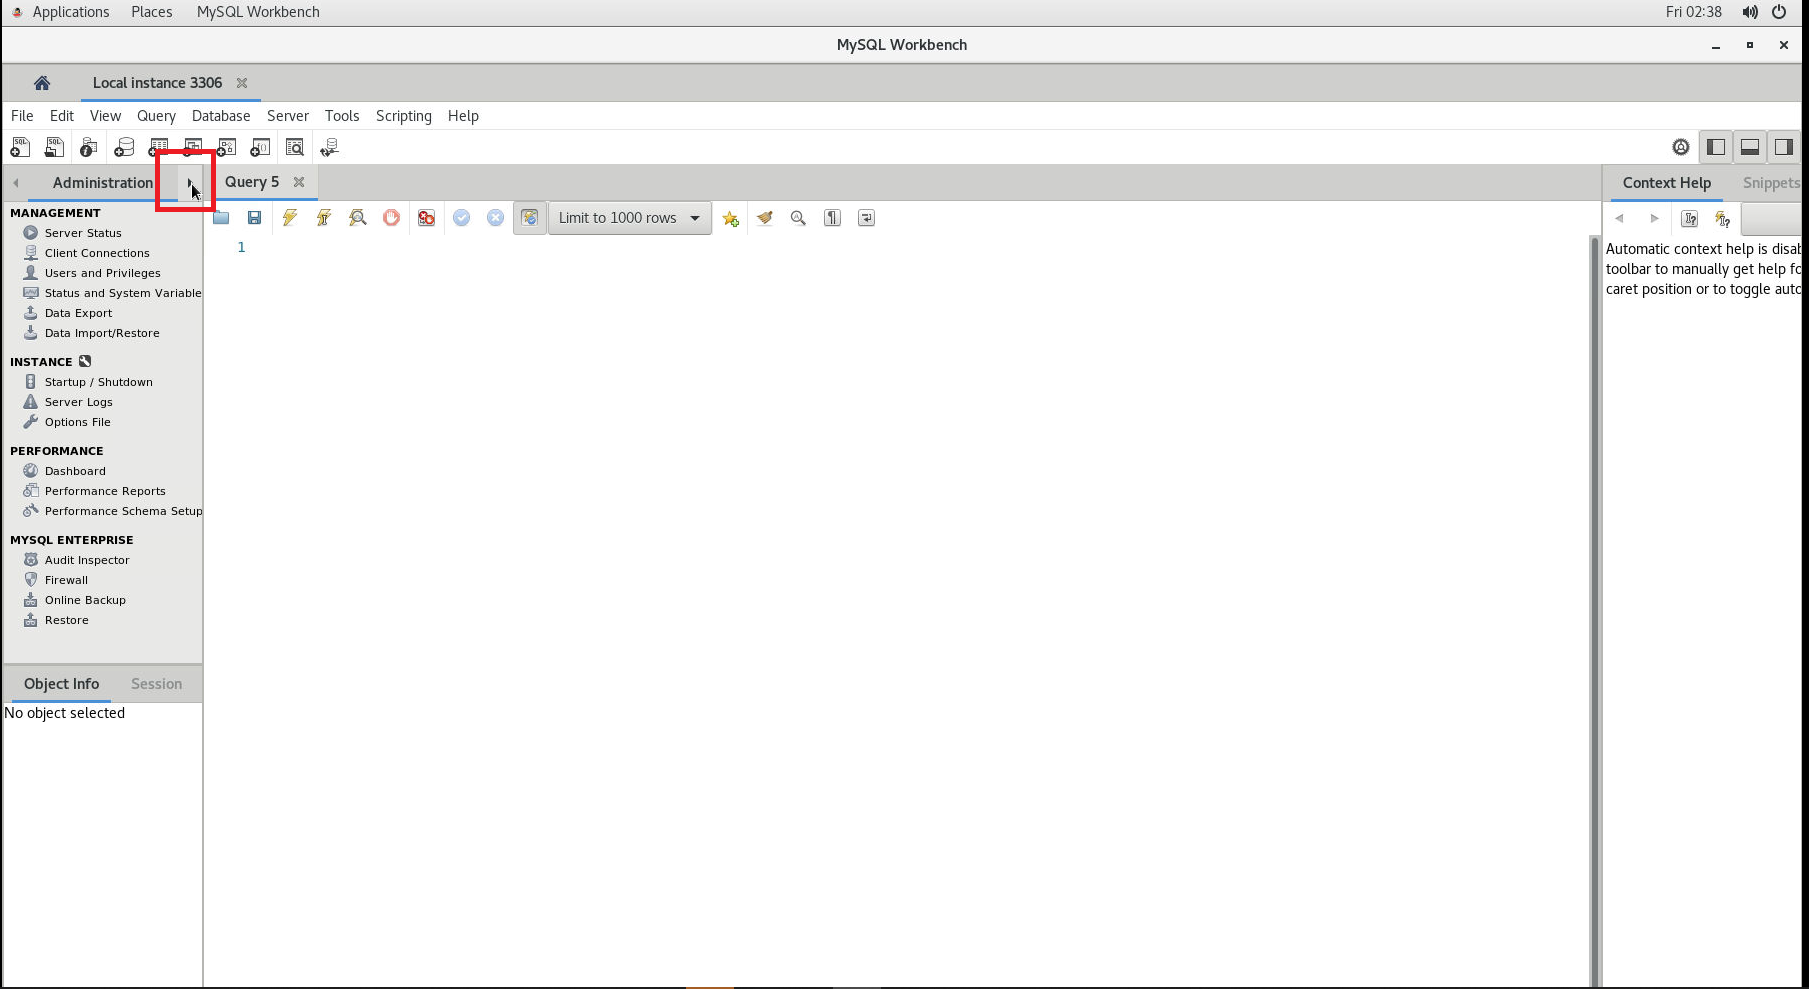 Applications Places MySQL Workbench Fri 02:38
MySQL Workbench
Local instance 3306
File Edit View Query Database Server Tools Scripting Help
Administration
Query 5
Context Help Snippets
MANAGEMENT
Server Status
Client Connections
Users and Privileges
Status and System Variable
Data Export
Data Import/Restore
INSTANCE
Startup / Shutdown
Server Logs
Options File
PERFORMANCE
Dashboard
Performance Reports
Performance Schema Setup
MYSQL ENTERPRISE
Audit Inspector
Firewall
Online Backup
Restore
Object Info Session
No object selected
Limit to 1000 rows
1
Automatic context help is disab
toolbar to manually get help fo
caret position or to toggle auto